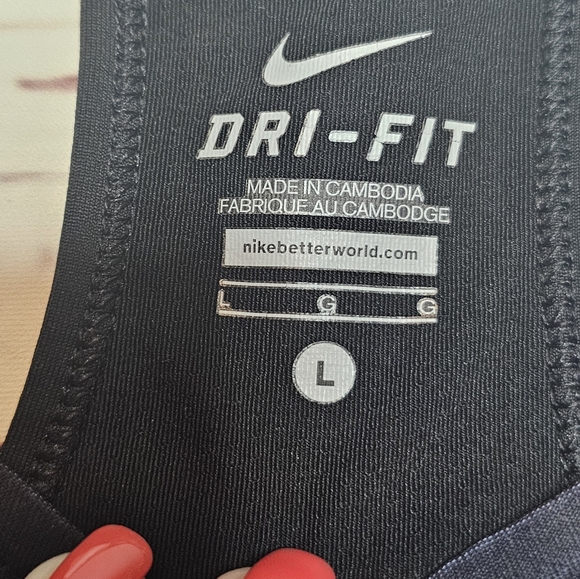 DRI-FIT
MADE IN CAMBODIA
FABRIQUE AU CAMBODGE
nikebetterworld.com
L G G
L